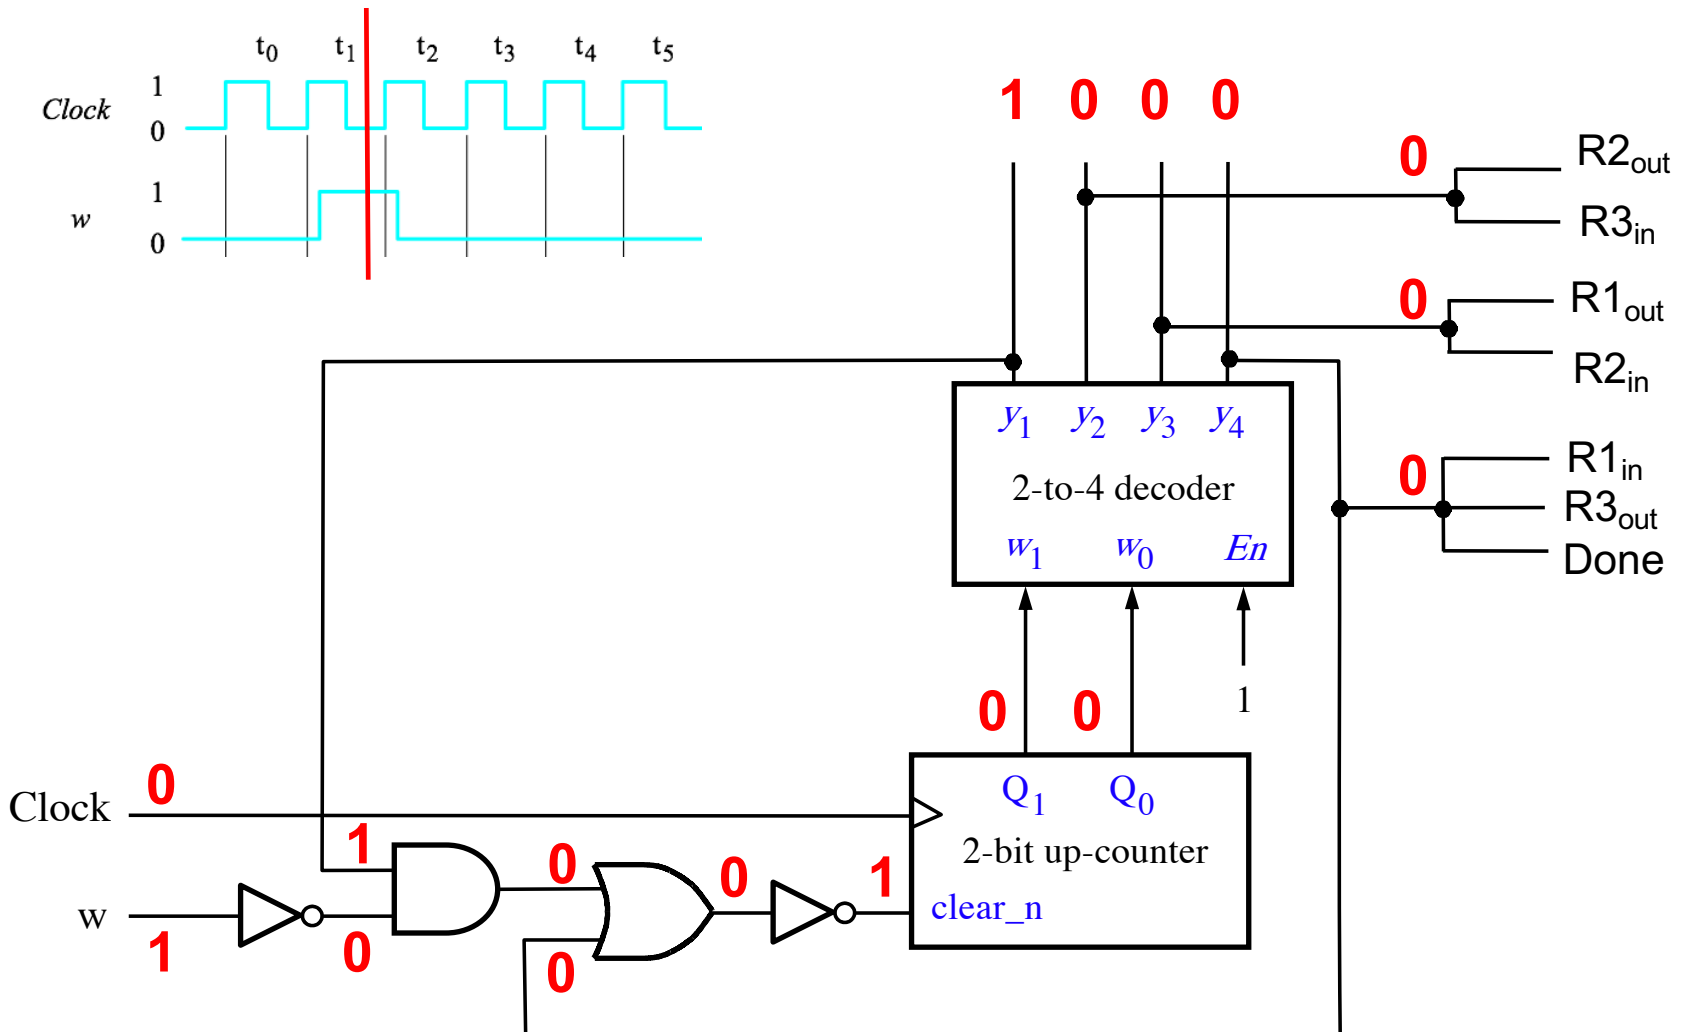 t0 t1 t2 t3 t4 t5
1
Clock
0
1
w
0
1 0 0 0
0
R2out
R3in
0
R1out
R2in
0
R1in
R3out
Done
y1 y2 y3 y4
2-to-4 decoder
w1 w0 En
0 0
1
Clock
0
Q1 Q0
2-bit up-counter
clear_n
1
0
0
1
w
1
0
0